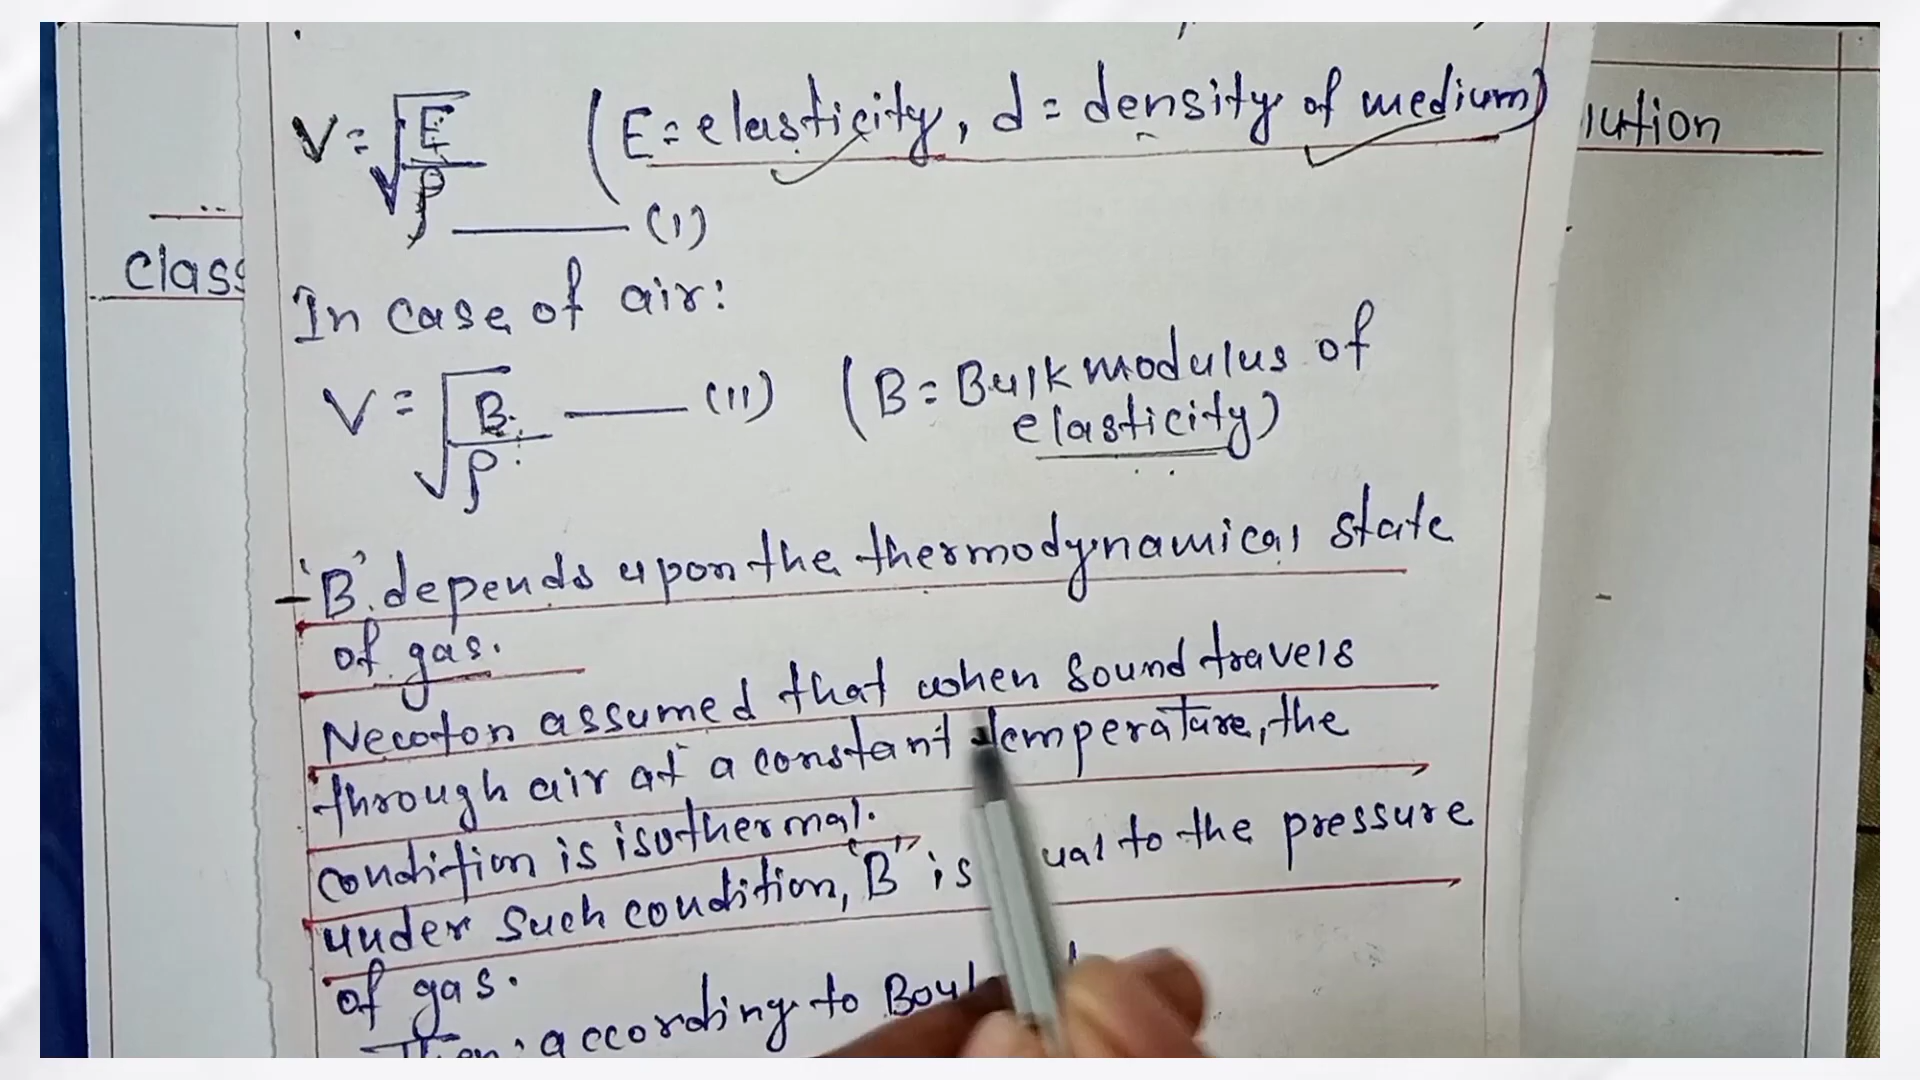 V = √E/ρ (E = elasticity, d = density of medium)
(I)
lution
class
In case of air:
V = √B/ρ (II) (B = Bulk modulus of
elasticity)
- 'B' depends upon the thermodynamical state
of gas.
Newton assumed that when sound travels
through air at a constant temperature, the
condition is isothermal.
under such condition, 'B' is ual to the pressure
of gas.
according to